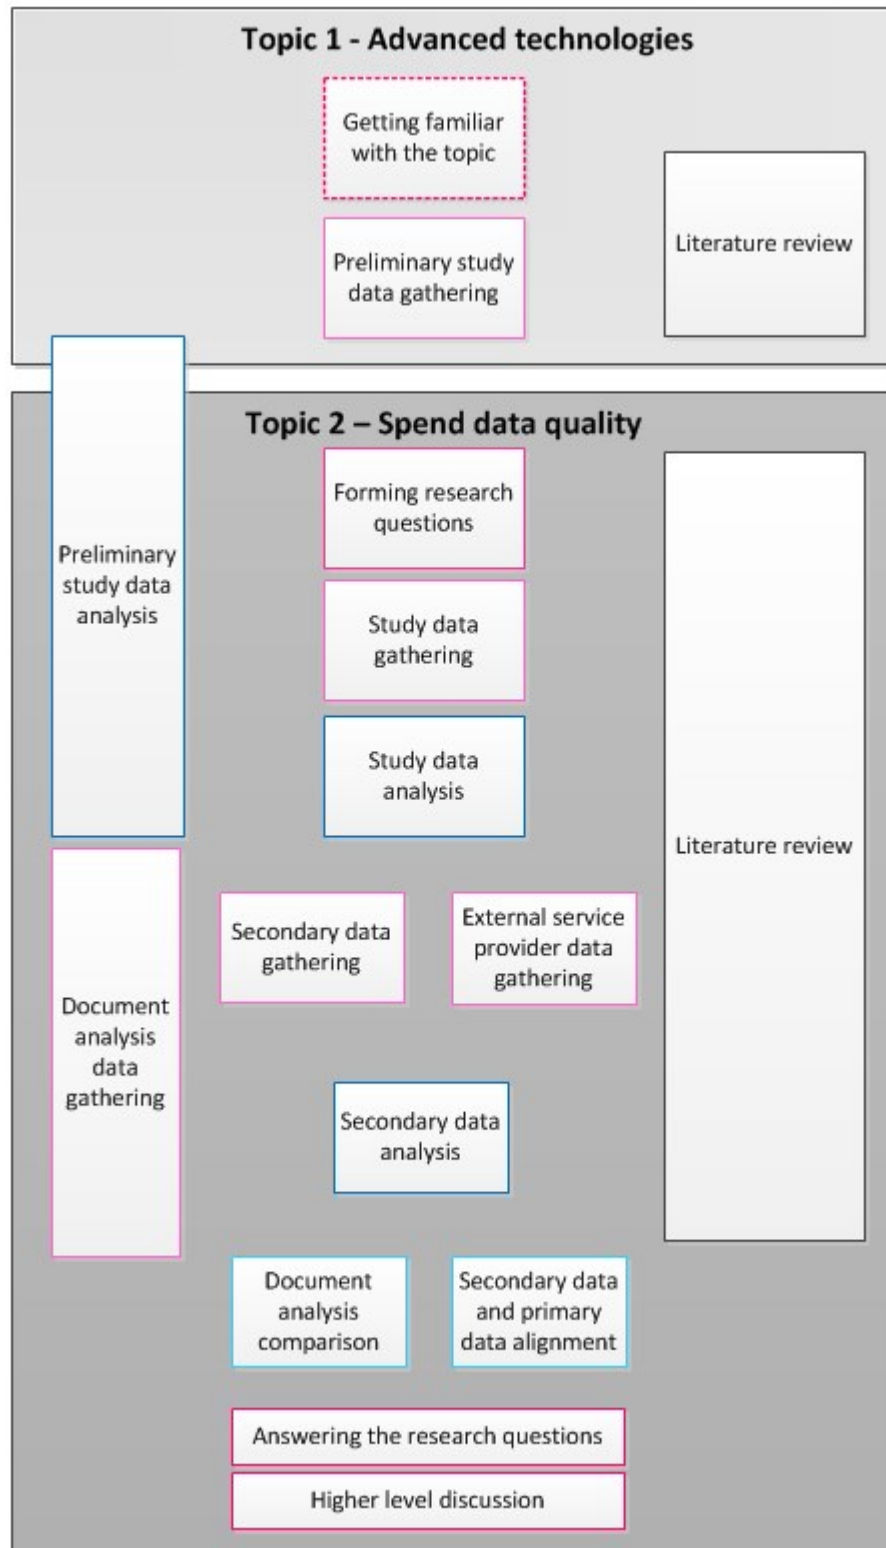 Topic 1 - Advanced technologies
Getting familiar
with the topic
Preliminary study
data gathering
Literature review
Topic 2 – Spend data quality
Preliminary
study data
analysis
Forming research
questions
Study data
gathering
Study data
analysis
Literature review
Document
analysis
data
gathering
Secondary data
gathering
External service
provider data
gathering
Secondary data
analysis
Document
analysis
comparison
Secondary data
and primary
data alignment
Answering the research questions
Higher level discussion